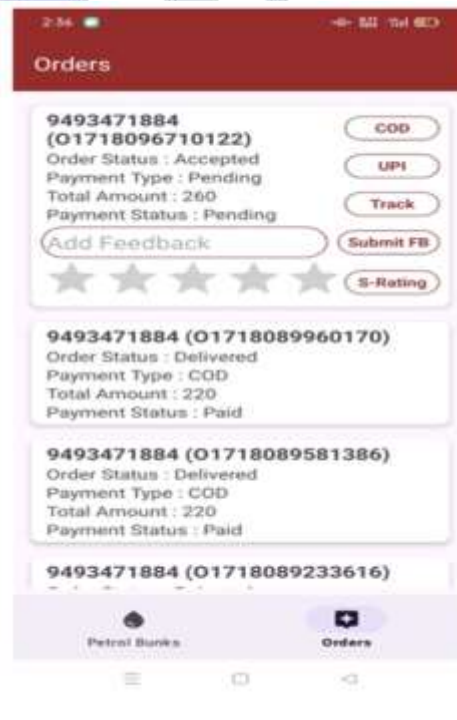 2:36
Orders
9493471884
(O1718096710122)
COD
Order Status : Accepted
Payment Type : Pending
UPI
Total Amount : 260
Payment Status : Pending
Track
Add Feedback
Submit FB
S-Rating
9493471884 (O1718089960170)
Order Status : Delivered
Payment Type : COD
Total Amount : 220
Payment Status : Paid
9493471884 (O1718089581386)
Order Status : Delivered
Payment Type : COD
Total Amount : 220
Payment Status : Paid
9493471884 (O1718089233616)
Petrol Bunks
Orders